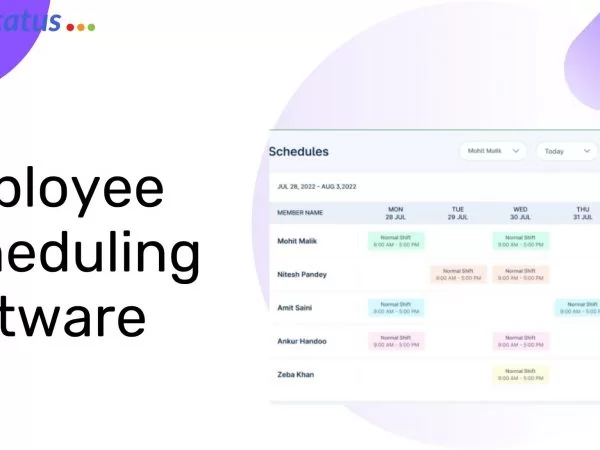 tatus
ployee
neduling
tware
Schedules
Mohit Malik
Today
JUL 28, 2022 - AUG 3,2022
MEMBER NAME
MON
28 JUL
TUE
29 JUL
WED
30 JUL
THU
31 JUL
Mohit Malik
Normal Shift
9:00 AM - 5:00 PM
Normal Shift
9:00 AM - 5:00 PM
Nitesh Pandey
Normal Shift
9:00 AM - 5:00 PM
Normal Shift
9:00 AM - 5:00 PM
Amit Saini
Normal Shift
9:00 AM - 5:00 PM
Normal Shift
9:00 AM - 5:00 P
Ankur Handoo
Normal Shift
9:00 AM - 5:00 PM
Normal Shift
9:00 AM - 5:00 PM
Zeba Khan
Normal Shift
9:00 AM - 5:00 PM